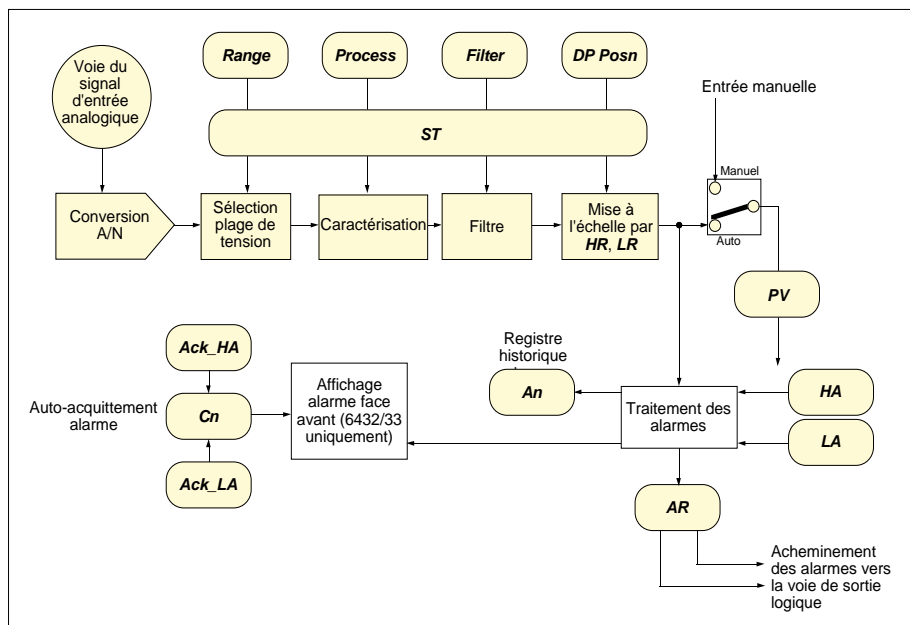 Voie du
signal
d'entrée
analogique
Range
Process
Filter
DP Posn
ST
Entrée manuelle
Manuel
Auto
Conversion
A/N
Sélection
plage de
tension
Caractérisation
Filtre
Mise à
l'échelle par
HR, LR
PV
Ack_HA
Auto-acquittement
alarme
Cn
Ack_LA
Affichage
alarme face
avant (6432/33
uniquement)
Registre
historique
An
Traitement des
alarmes
HA
LA
AR
Acheminement
des alarmes vers
la voie de sortie
logique